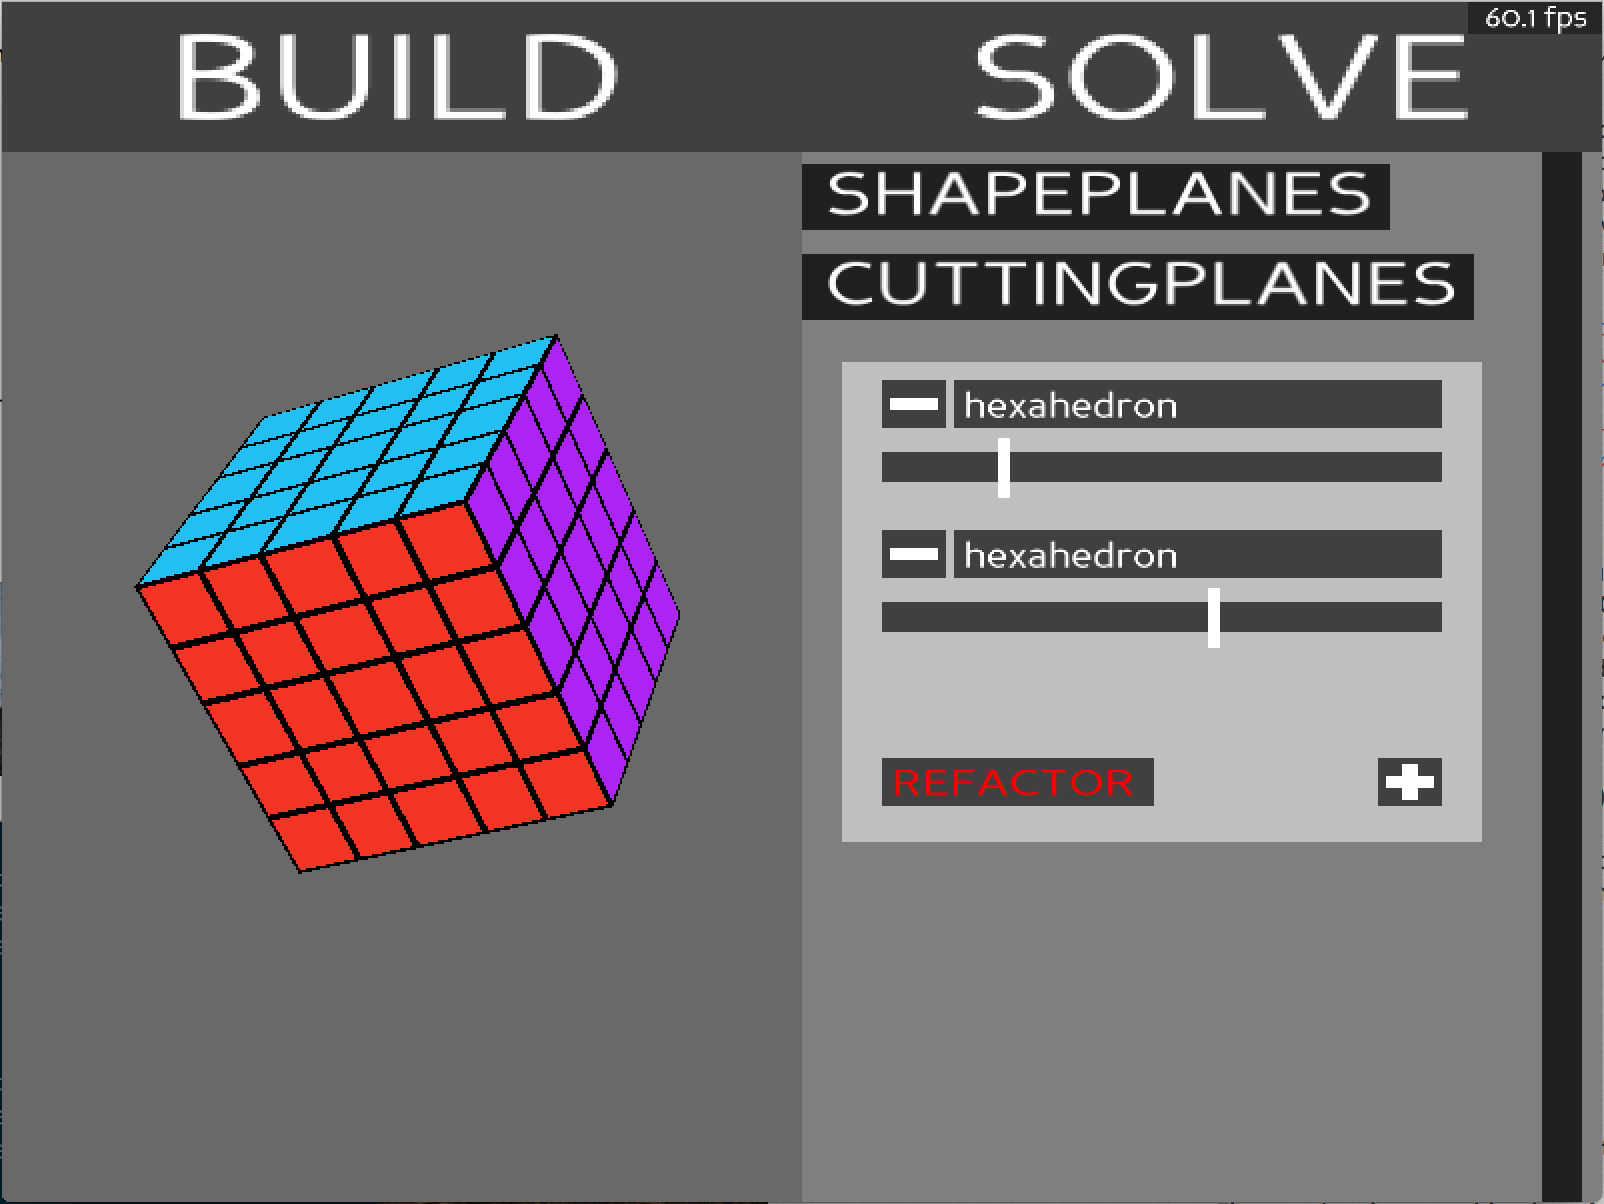 BUILD
SOLVE
60.1 fps
SHAPEPLANES
CUTTINGPLANES
hexahedron
hexahedron
REFACTOR